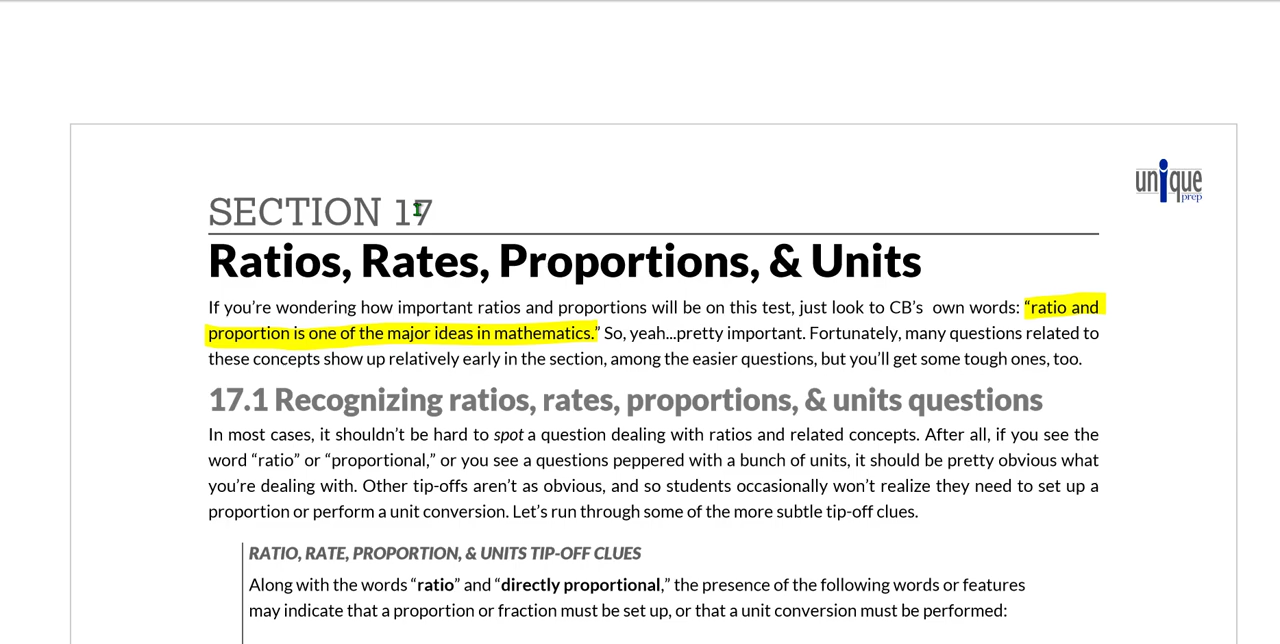 unique
prep
SECTION 17
Ratios, Rates, Proportions, & Units
If you’re wondering how important ratios and proportions will be on this test, just look to CB’s own words: “ratio and
proportion is one of the major ideas in mathematics.” So, yeah...pretty important. Fortunately, many questions related to
these concepts show up relatively early in the section, among the easier questions, but you’ll get some tough ones, too.
17.1 Recognizing ratios, rates, proportions, & units questions
In most cases, it shouldn’t be hard to spot a question dealing with ratios and related concepts. After all, if you see the
word “ratio” or “proportional,” or you see a questions peppered with a bunch of units, it should be pretty obvious what
you’re dealing with. Other tip-offs aren’t as obvious, and so students occasionally won’t realize they need to set up a
proportion or perform a unit conversion. Let’s run through some of the more subtle tip-off clues.
RATIO, RATE, PROPORTION, & UNITS TIP-OFF CLUES
Along with the words “ratio” and “directly proportional,” the presence of the following words or features
may indicate that a proportion or fraction must be set up, or that a unit conversion must be performed: